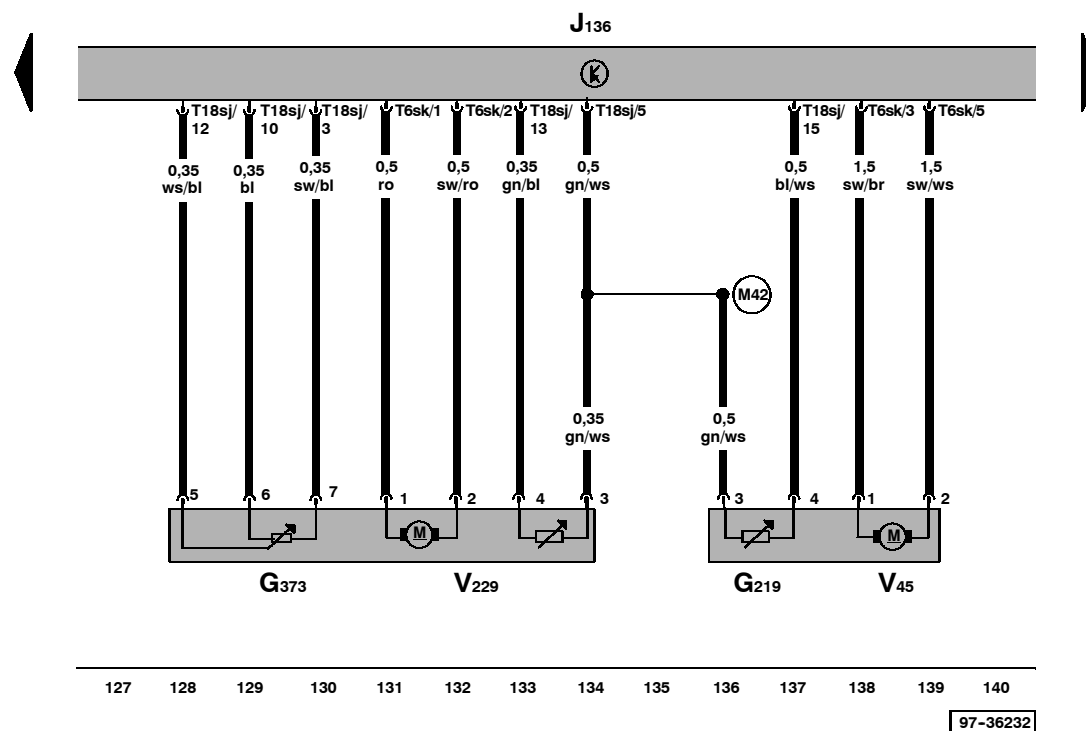 J136
T18sj/ T18sj/ T18sj/ T6sk/1 T6sk/2 T18sj/ T18sj/5 T18sj/ T6sk/3 T6sk/5
12 10 3 13 15
0,35 0,35 0,35 0,5 0,5 0,35 0,5 0,5 1,5 1,5
ws/bl bl sw/bl ro sw/ro gn/bl gn/ws bl/ws sw/br sw/ws
M42
0,35 0,5
gn/ws gn/ws
5 6 7 1 2 4 3 3 4 1 2
M M
G373 V229 G219 V45
127 128 129 130 131 132 133 134 135 136 137 138 139 140
97-36232